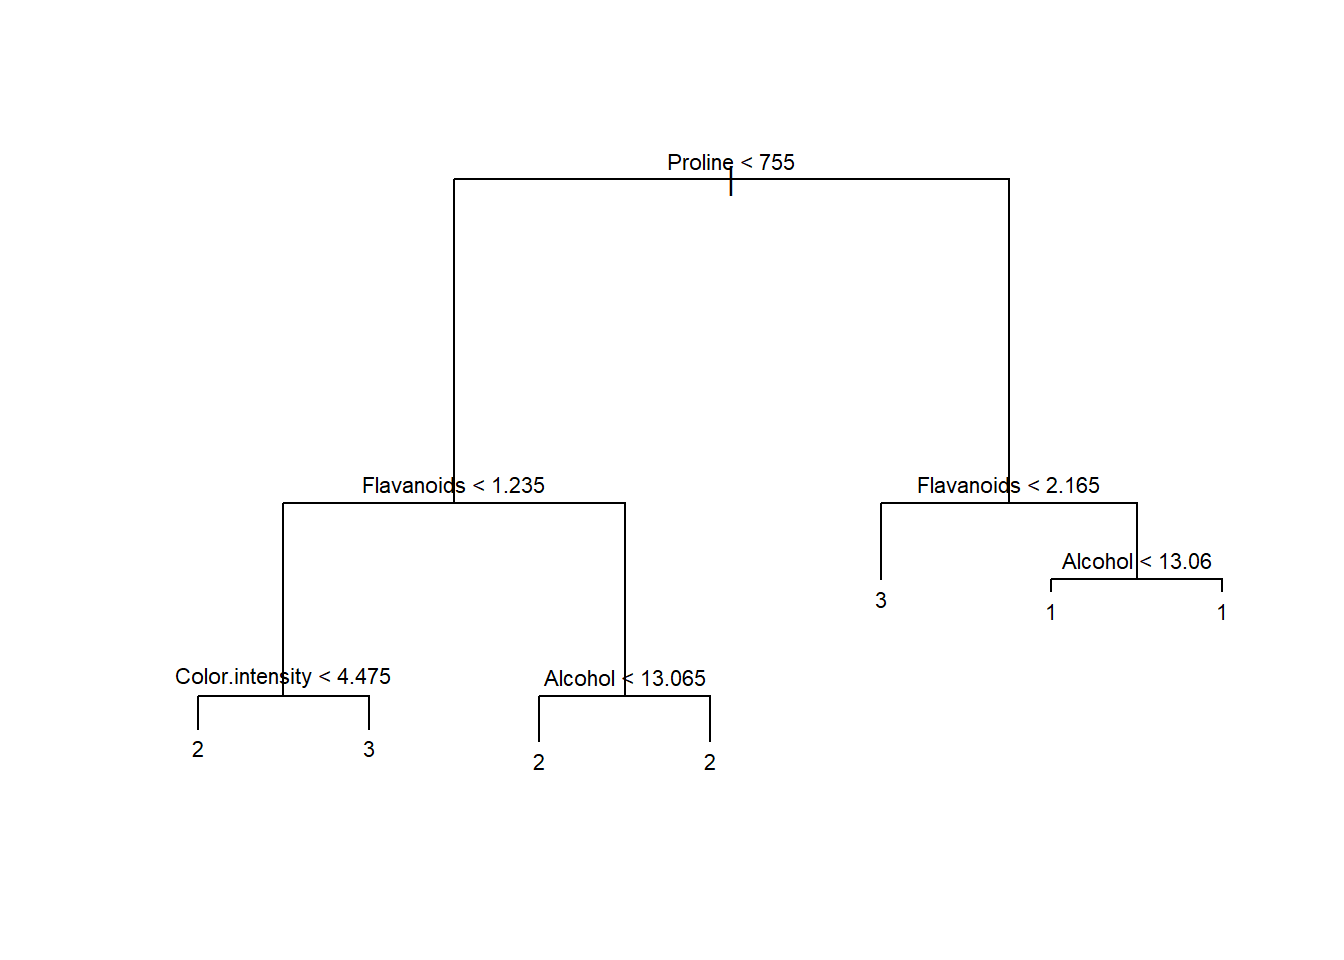 Proline < 755
Flavanoids < 1.235
Flavanoids < 2.165
Alcohol < 13.06
3
1
1
Color.intensity < 4.475
Alcohol < 13.065
2
3
2
2